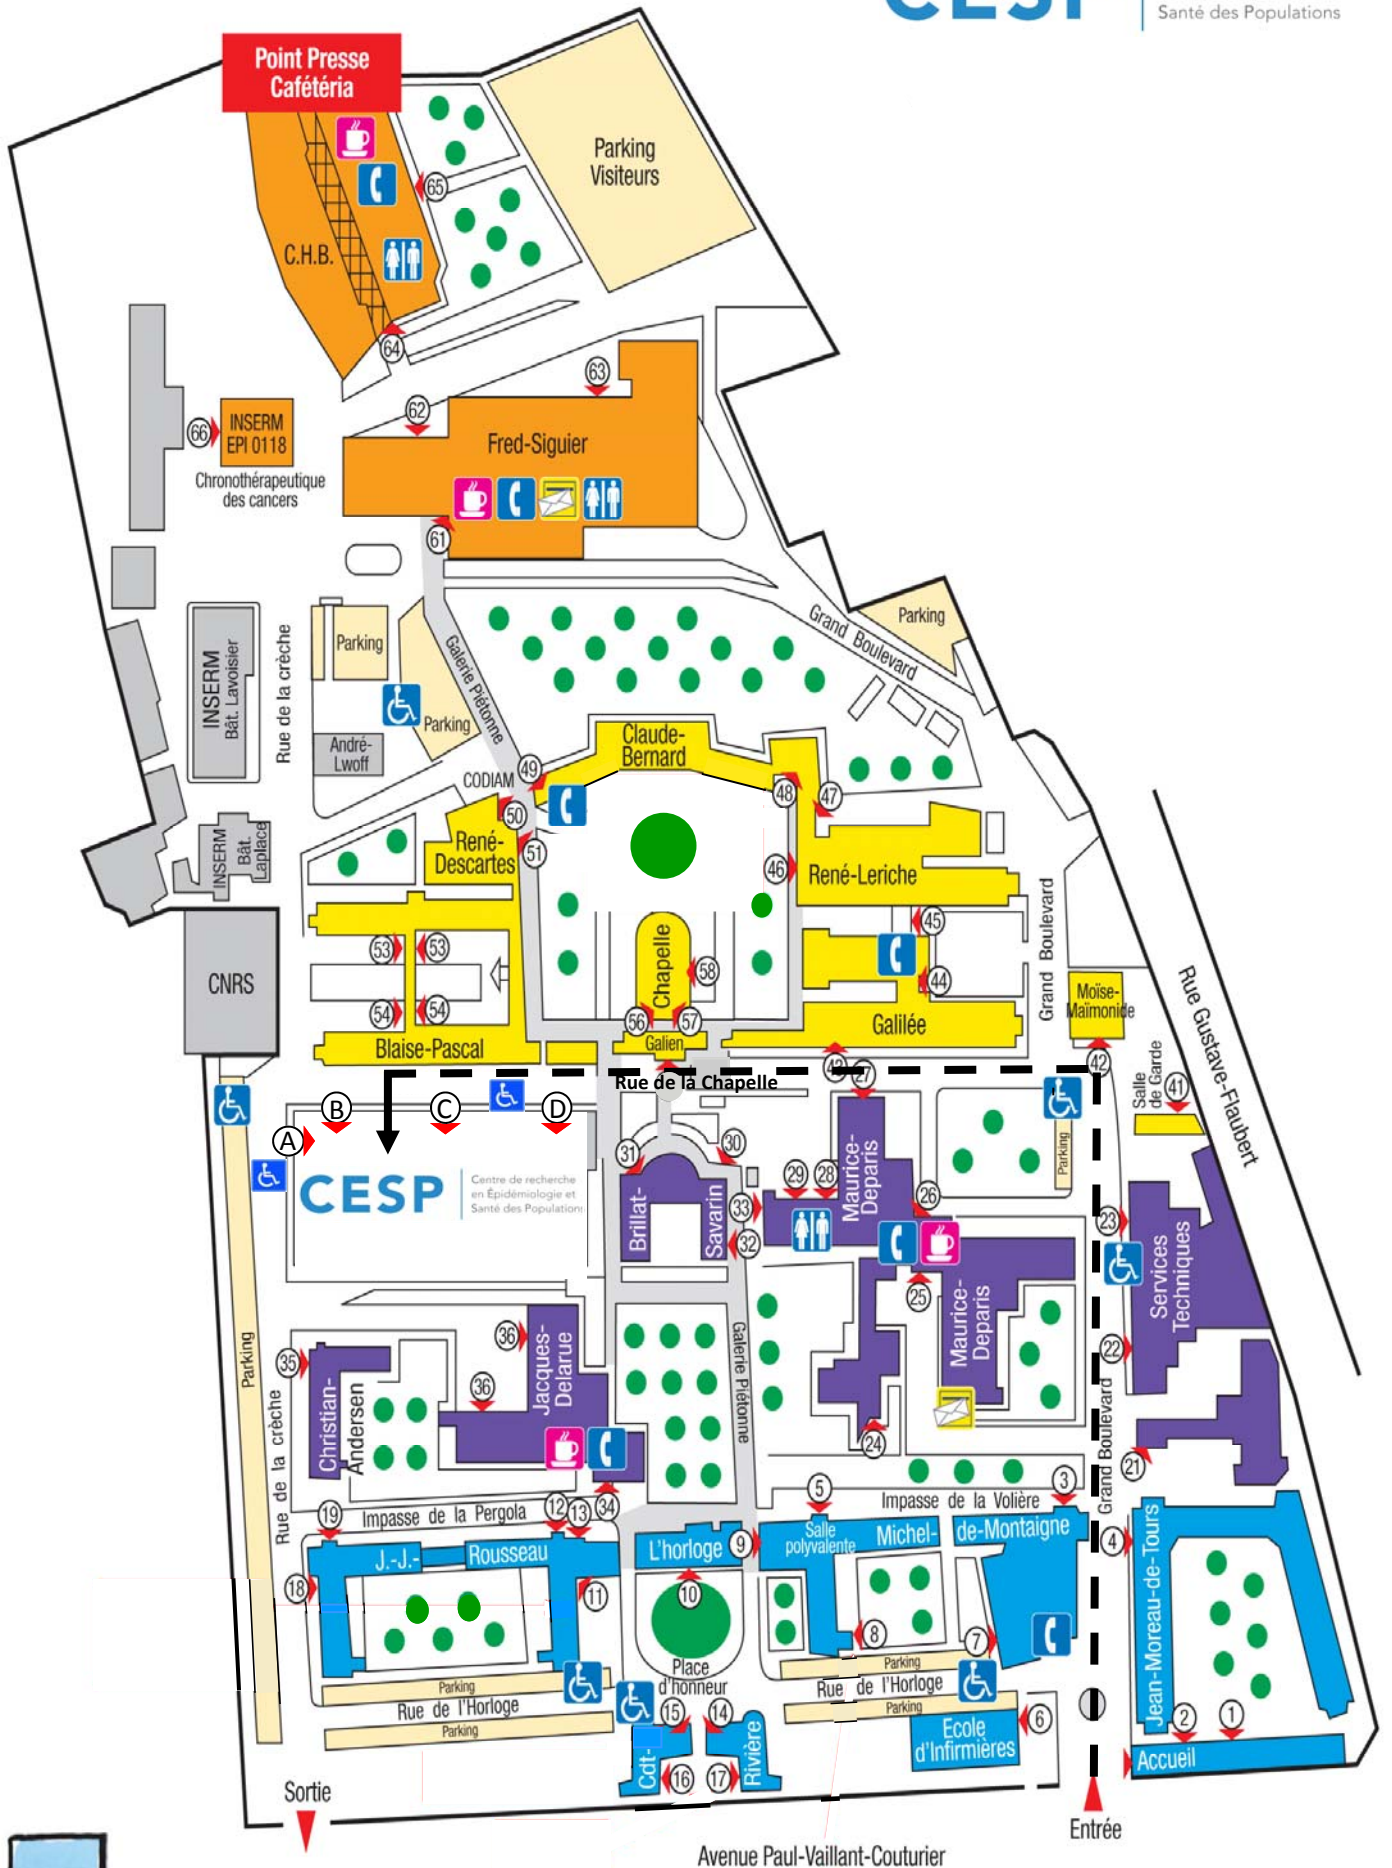 CESP
Santé des Populations
Point Presse
Cafétéria
Parking
Visiteurs
65
C.H.B.
64
63
62
66
INSERM
EPI 0118
Chronothérapeutique
des cancers
Fred-Siguier
61
Parking
Grand Boulevard
Parking
Galerie Piétonne
Parking
Rue de la crèche
INSERM
Bât. Lavoisier
André-
Lwoff
CODIAM
49
Claude-
Bernard
48
47
50
51
René-
Descartes
INSERM
Bât.
Laplace
46
René-Leriche
45
Grand Boulevard
53
53
Chapelle
58
44
CNRS
54
54
56
57
Galilée
Moïse-
Maïmonide
Rue Gustave-Flaubert
Blaise-Pascal
Galien
43
27
42
Rue de la Chapelle
Salle
de Garde
41
A
B
C
D
31
30
Parking
29
28
Maurice-
Deparis
26
CESP
Centre de recherche
en Épidémiologie et
Santé des Populations
Brillat-
Savarin
33
32
23
Services
Techniques
25
Maurice-
Deparis
Parking
36
Jacques-
Delarue
Galerie Piétonne
22
35
36
Christian-
Andersen
24
Grand Boulevard
21
Rue de la crèche
Impasse de la Pergola
19
12
13
34
5
Impasse de la Volière
3
J.-J.-
Rousseau
L'horloge
9
Salle
polyvalente
Michel-
de-Montaigne
4
Jean-Moreau-de-Tours
18
11
10
8
7
Place
d'honneur
Parking
Rue de l'Horloge
Parking
Parking
Rue de l'Horloge
Parking
15
14
6
2
1
Ecole
d'Infirmières
Accueil
Cdt-
Rivière
16
17
Sortie
Entrée
Avenue Paul-Vaillant-Couturier